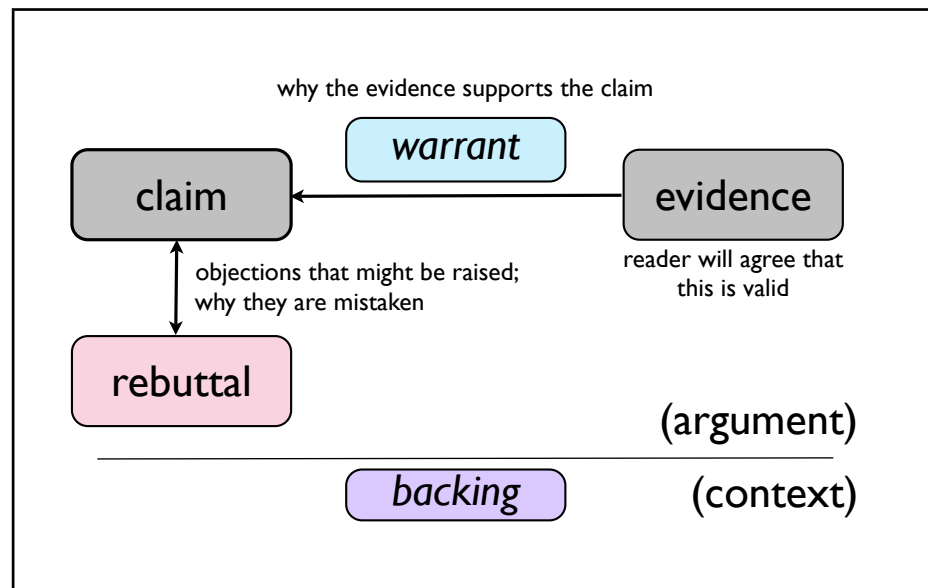 why the evidence supports the claim
warrant
claim
evidence
objections that might be raised;
why they are mistaken
reader will agree that
this is valid
rebuttal
(argument)
backing
(context)